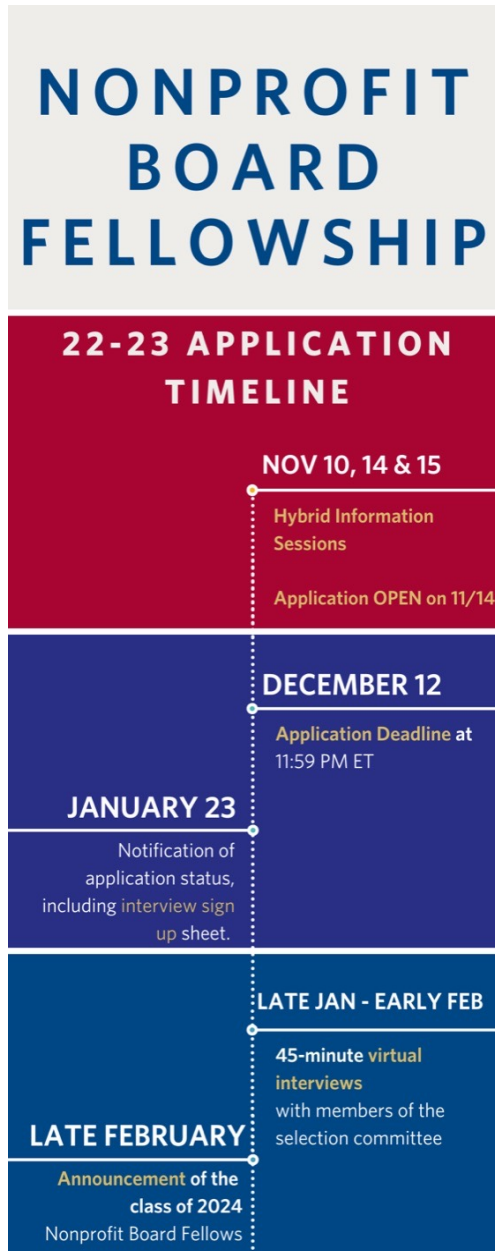 NONPROFIT
BOARD
FELLOWSHIP
22-23 APPLICATION
TIMELINE
NOV 10, 14 & 15
Hybrid Information
Sessions
Application OPEN on 11/14
DECEMBER 12
Application Deadline at
11:59 PM ET
JANUARY 23
Notification of
application status,
including interview sign
up sheet.
LATE JAN - EARLY FEB
45-minute virtual
interviews
with members of the
selection committee
LATE FEBRUARY
Announcement of the
class of 2024
Nonprofit Board Fellows